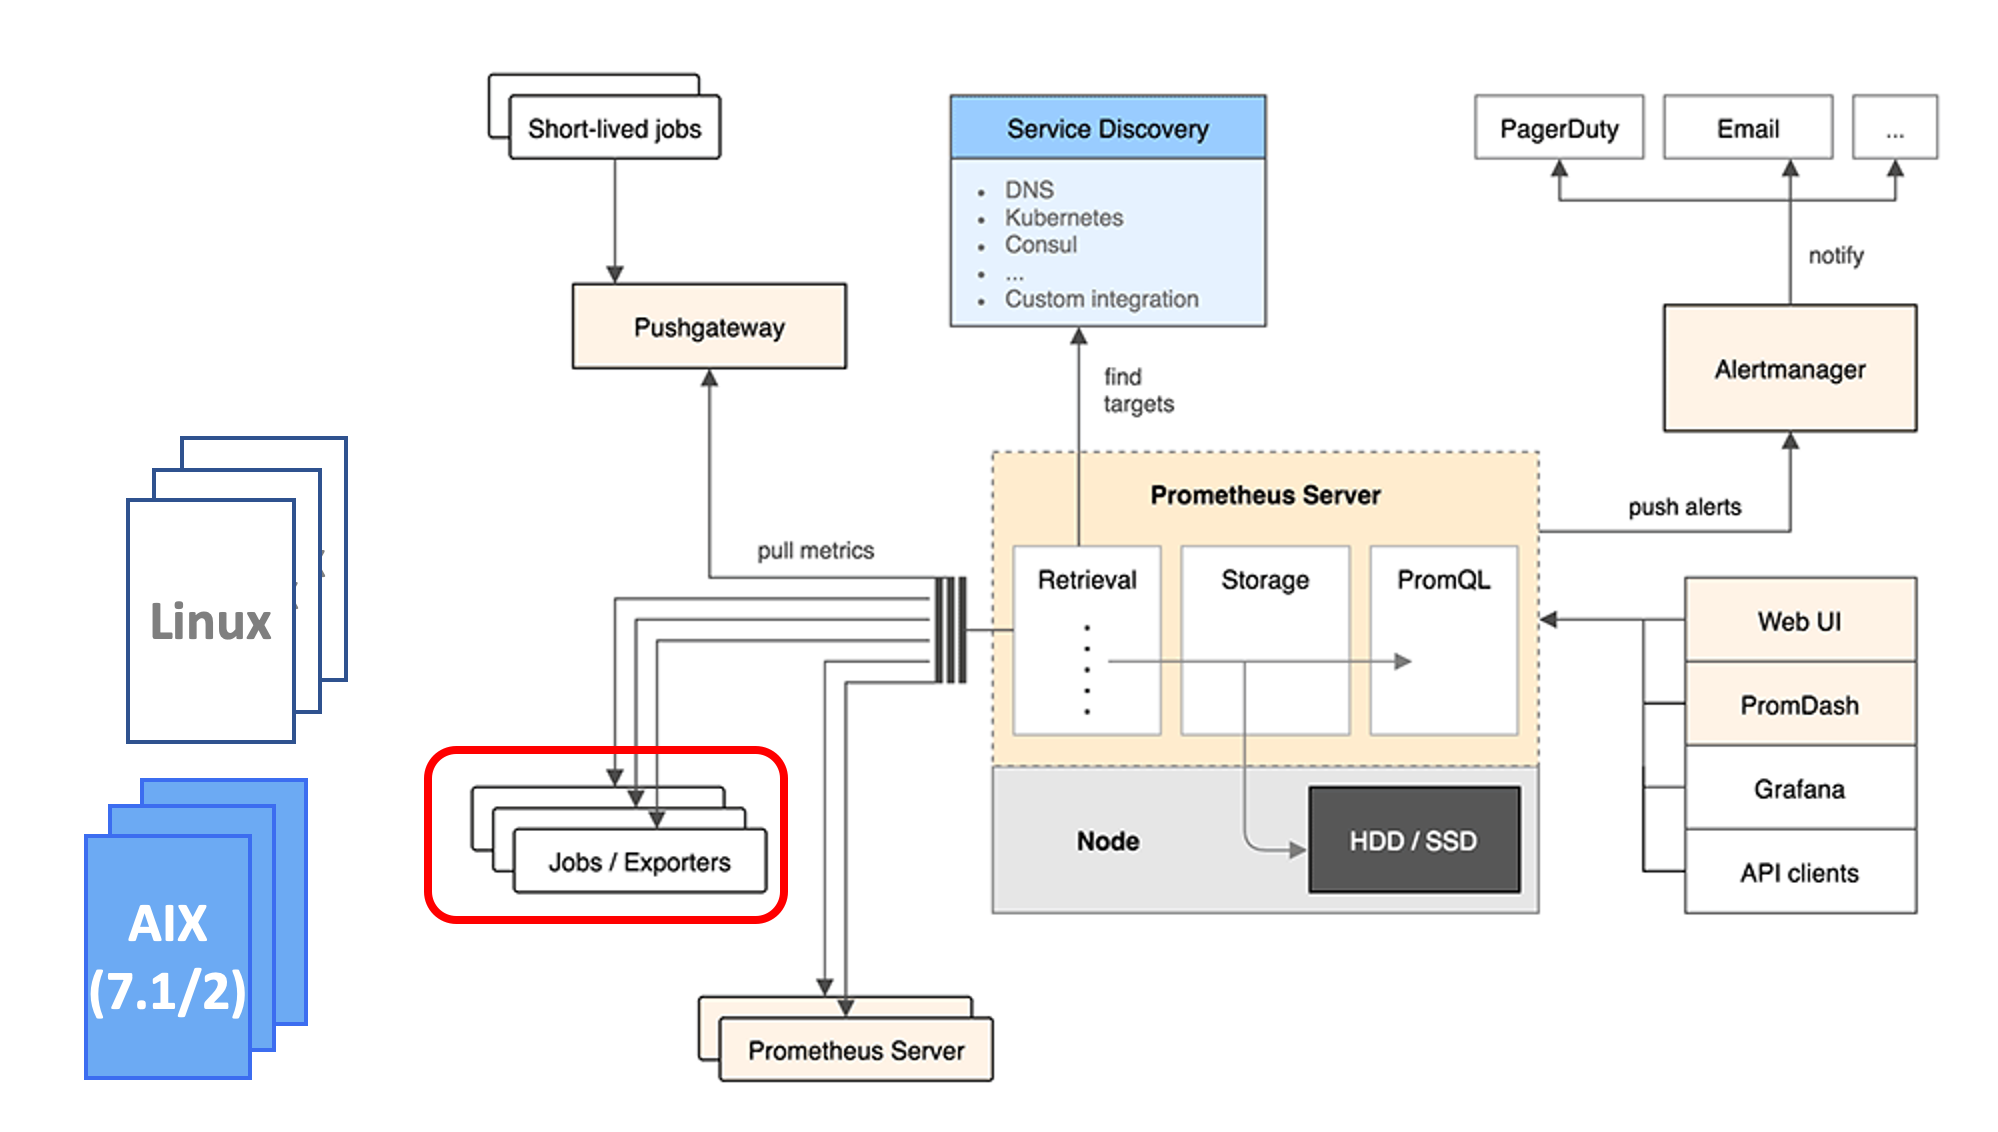 Short-lived jobs
Service Discovery
• DNS
• Kubernetes
• Consul
• ...
• Custom integration
PagerDuty
Email
...
notify
Pushgateway
find
targets
Alertmanager
Prometheus Server
push alerts
pull metrics
Retrieval
Storage
PromQL
Linux
Web UI
PromDash
Grafana
API clients
Jobs / Exporters
Node
HDD / SSD
AIX
(7.1/2)
Prometheus Server